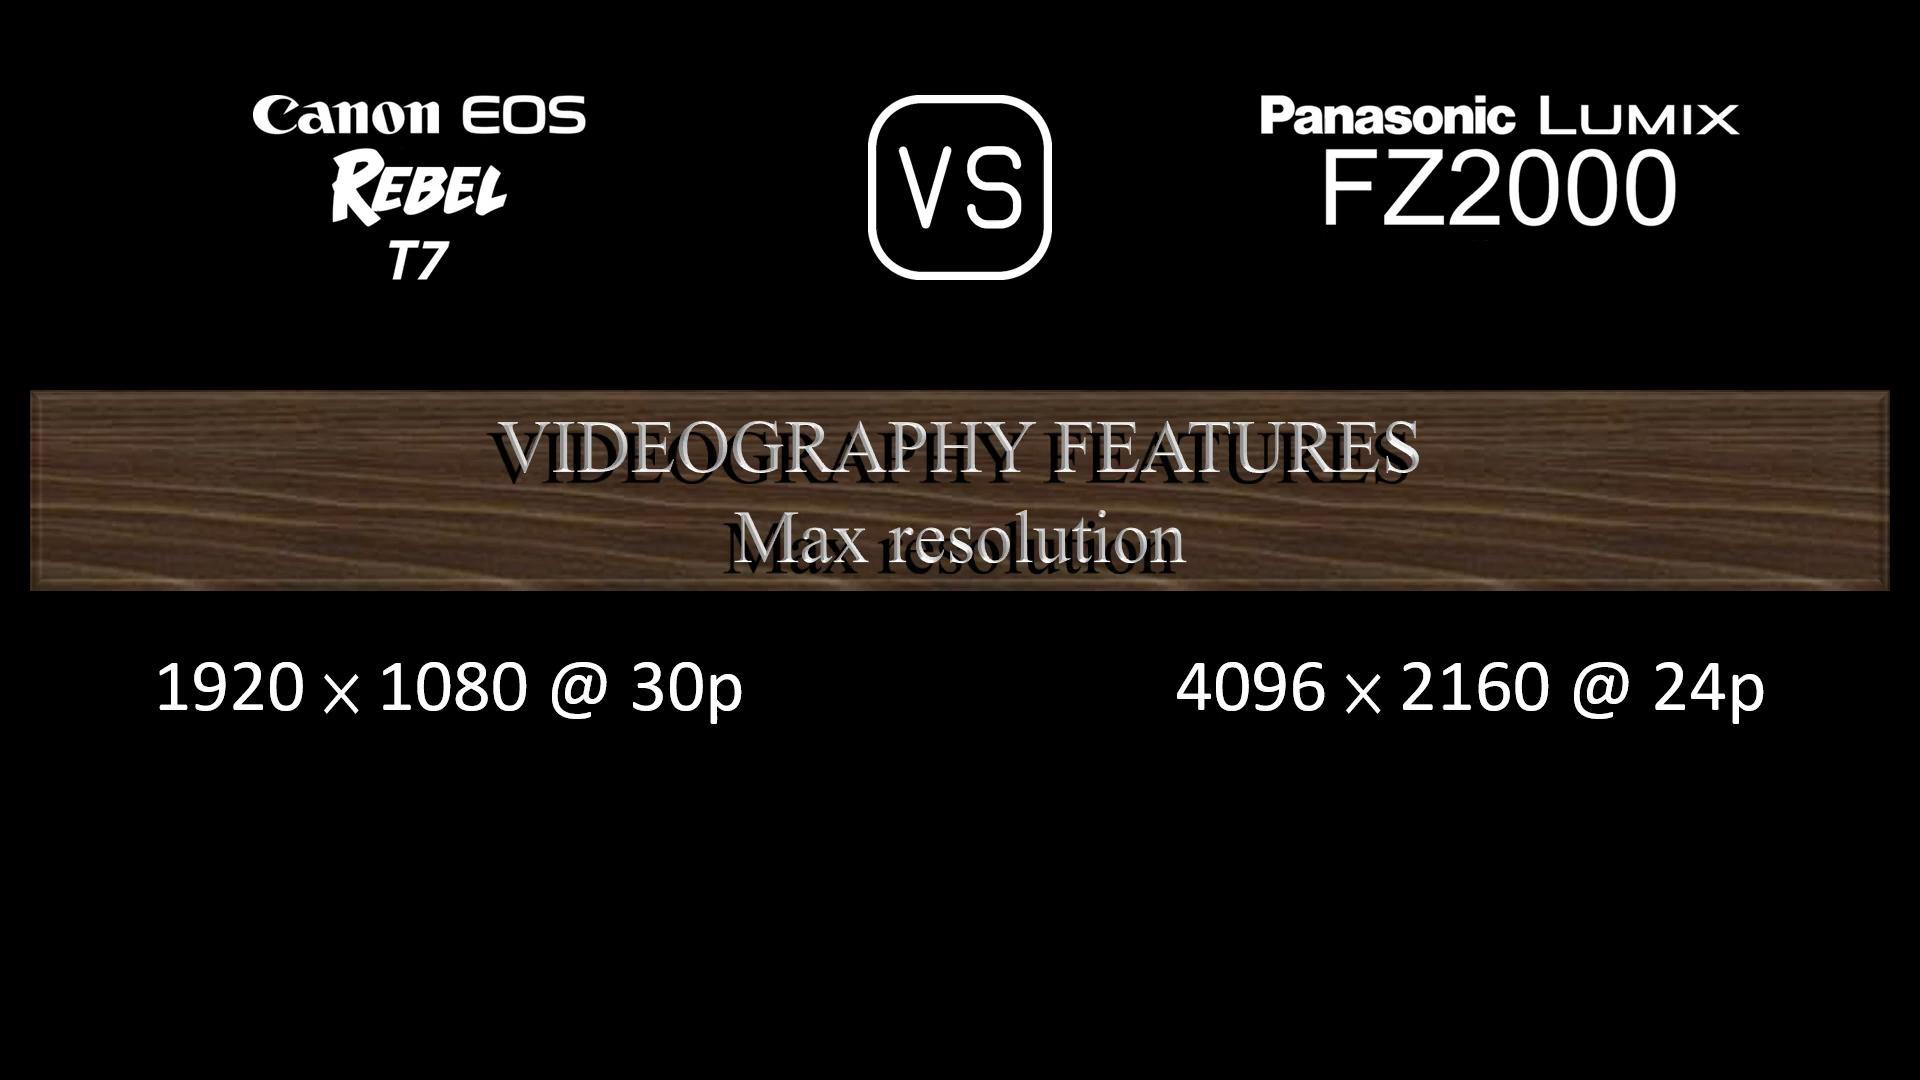 Canon EOS
REBEL
T7
VS
Panasonic LUMIX
FZ2000
VIDEOGRAPHY FEATURES
Max resolution
1920 x 1080 @ 30p
4096 x 2160 @ 24p